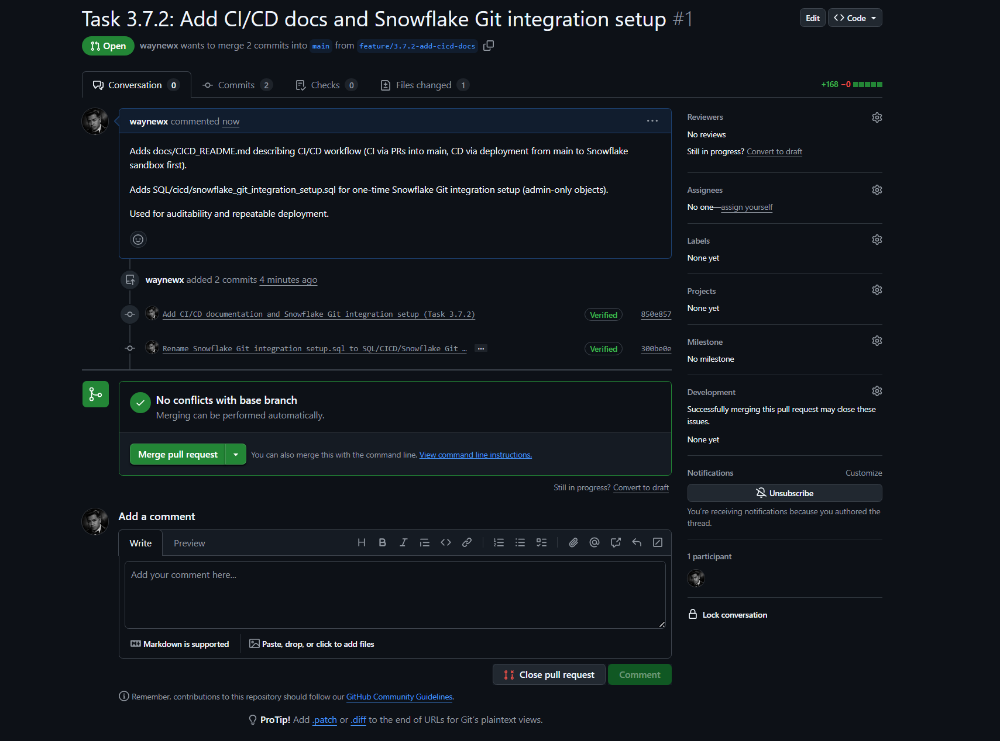 Task 3.7.2: Add CI/CD docs and Snowflake Git integration setup #1
Edit
Code
Open
waynewx wants to merge 2 commits into main from feature/3.7.2-add-cicd-docs
Conversation 0
Commits 2
Checks 0
Files changed 1
+168 −0
waynewx commented now
Adds docs/CICD_README.md describing CI/CD workflow (CI via PRs into main, CD via deployment from main to Snowflake
sandbox first).
Adds SQL/cicd/snowflake_git_integration_setup.sql for one-time Snowflake Git integration setup (admin-only objects).
Used for auditability and repeatable deployment.
waynewx added 2 commits 4 minutes ago
Add CI/CD documentation and Snowflake Git integration setup (Task 3.7.2)
Verified
850e857
Rename Snowflake Git integration setup.sql to SQL/CICD/Snowflake Git …
Verified
300be0e
No conflicts with base branch
Merging can be performed automatically.
Merge pull request
You can also merge this with the command line. View command line instructions.
Still in progress? Convert to draft
Add a comment
Write
Preview
Add your comment here...
Markdown is supported
Paste, drop, or click to add files
Close pull request
Comment
Remember, contributions to this repository should follow our GitHub Community Guidelines.
ProTip! Add .patch or .diff to the end of URLs for Git's plaintext views.
Reviewers
No reviews
Still in progress? Convert to draft
Assignees
No one—assign yourself
Labels
None yet
Projects
None yet
Milestone
No milestone
Development
Successfully merging this pull request may close these
issues.
None yet
Notifications
Customize
Unsubscribe
You're receiving notifications because you authored the
thread.
1 participant
Lock conversation